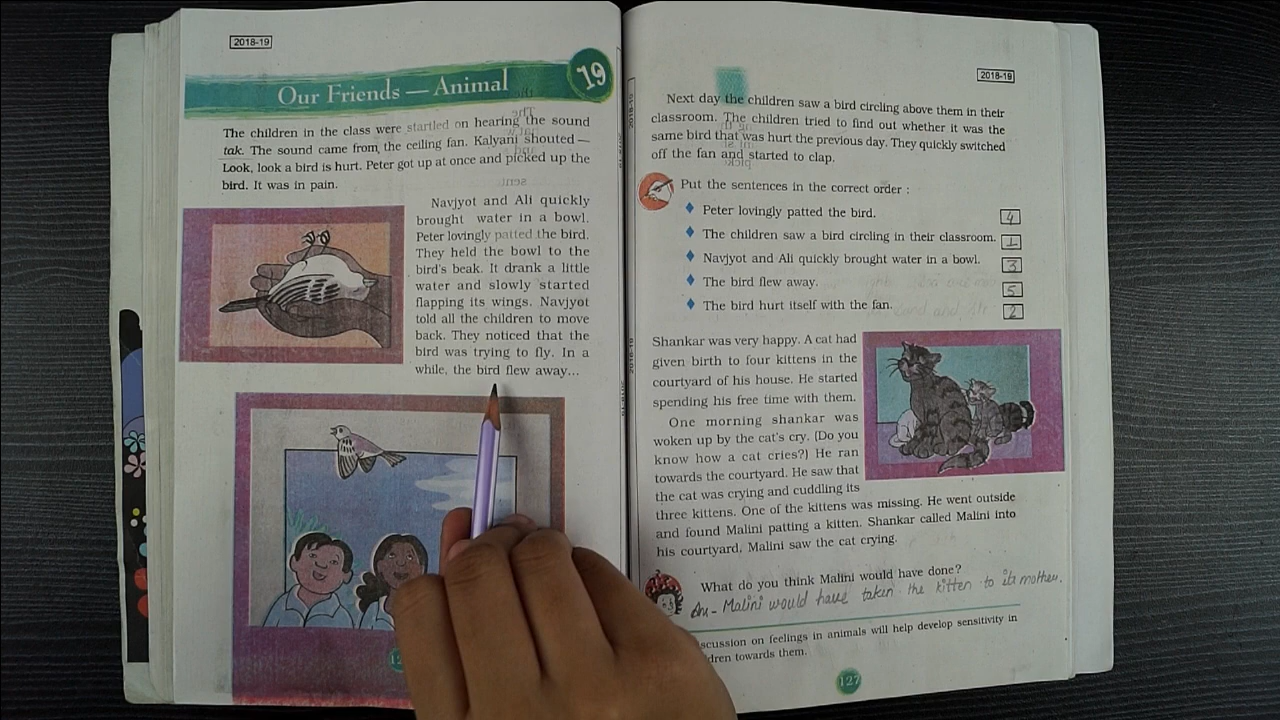 2018-19
Our Friends — Animal
19
The children in the class were startled on hearing the sound
tak. The sound came from the ceiling fan. Kalyani shouted —
Look, look a bird is hurt. Peter got up at once and picked up the
bird. It was in pain.
Navjyot and Ali quickly
brought water in a bowl.
Peter lovingly patted the bird.
They held the bowl to the
bird's beak. It drank a little
water and slowly started
flapping its wings. Navjyot
told all the children to move
back. They noticed that the
bird was trying to fly. In a
while, the bird flew away...
2018-19
Next day the children saw a bird circling above them in their
classroom. The children tried to find out whether it was the
same bird that was hurt the previous day. They quickly switched
off the fan and started to clap.
Put the sentences in the correct order :
Peter lovingly patted the bird. 4
The children saw a bird circling in their classroom. 1
Navjyot and Ali quickly brought water in a bowl. 3
The bird flew away. 5
The bird hurt itself with the fan. 2
Shankar was very happy. A cat had
given birth to four kittens in the
courtyard of his house. He started
spending his free time with them.
One morning shankar was
woken up by the cat's cry. (Do you
know how a cat cries?) He ran
towards the courtyard. He saw that
the cat was crying and cuddling its
three kittens. One of the kittens was missing. He went outside
and found Malini patting a kitten. Shankar called Malini into
his courtyard. Malini saw the cat crying.
What do you think Malini would have done?
Ans- Malini would have taken the kitten to its mother.
scussion on feelings in animals will help develop sensitivity in
dren towards them.
127